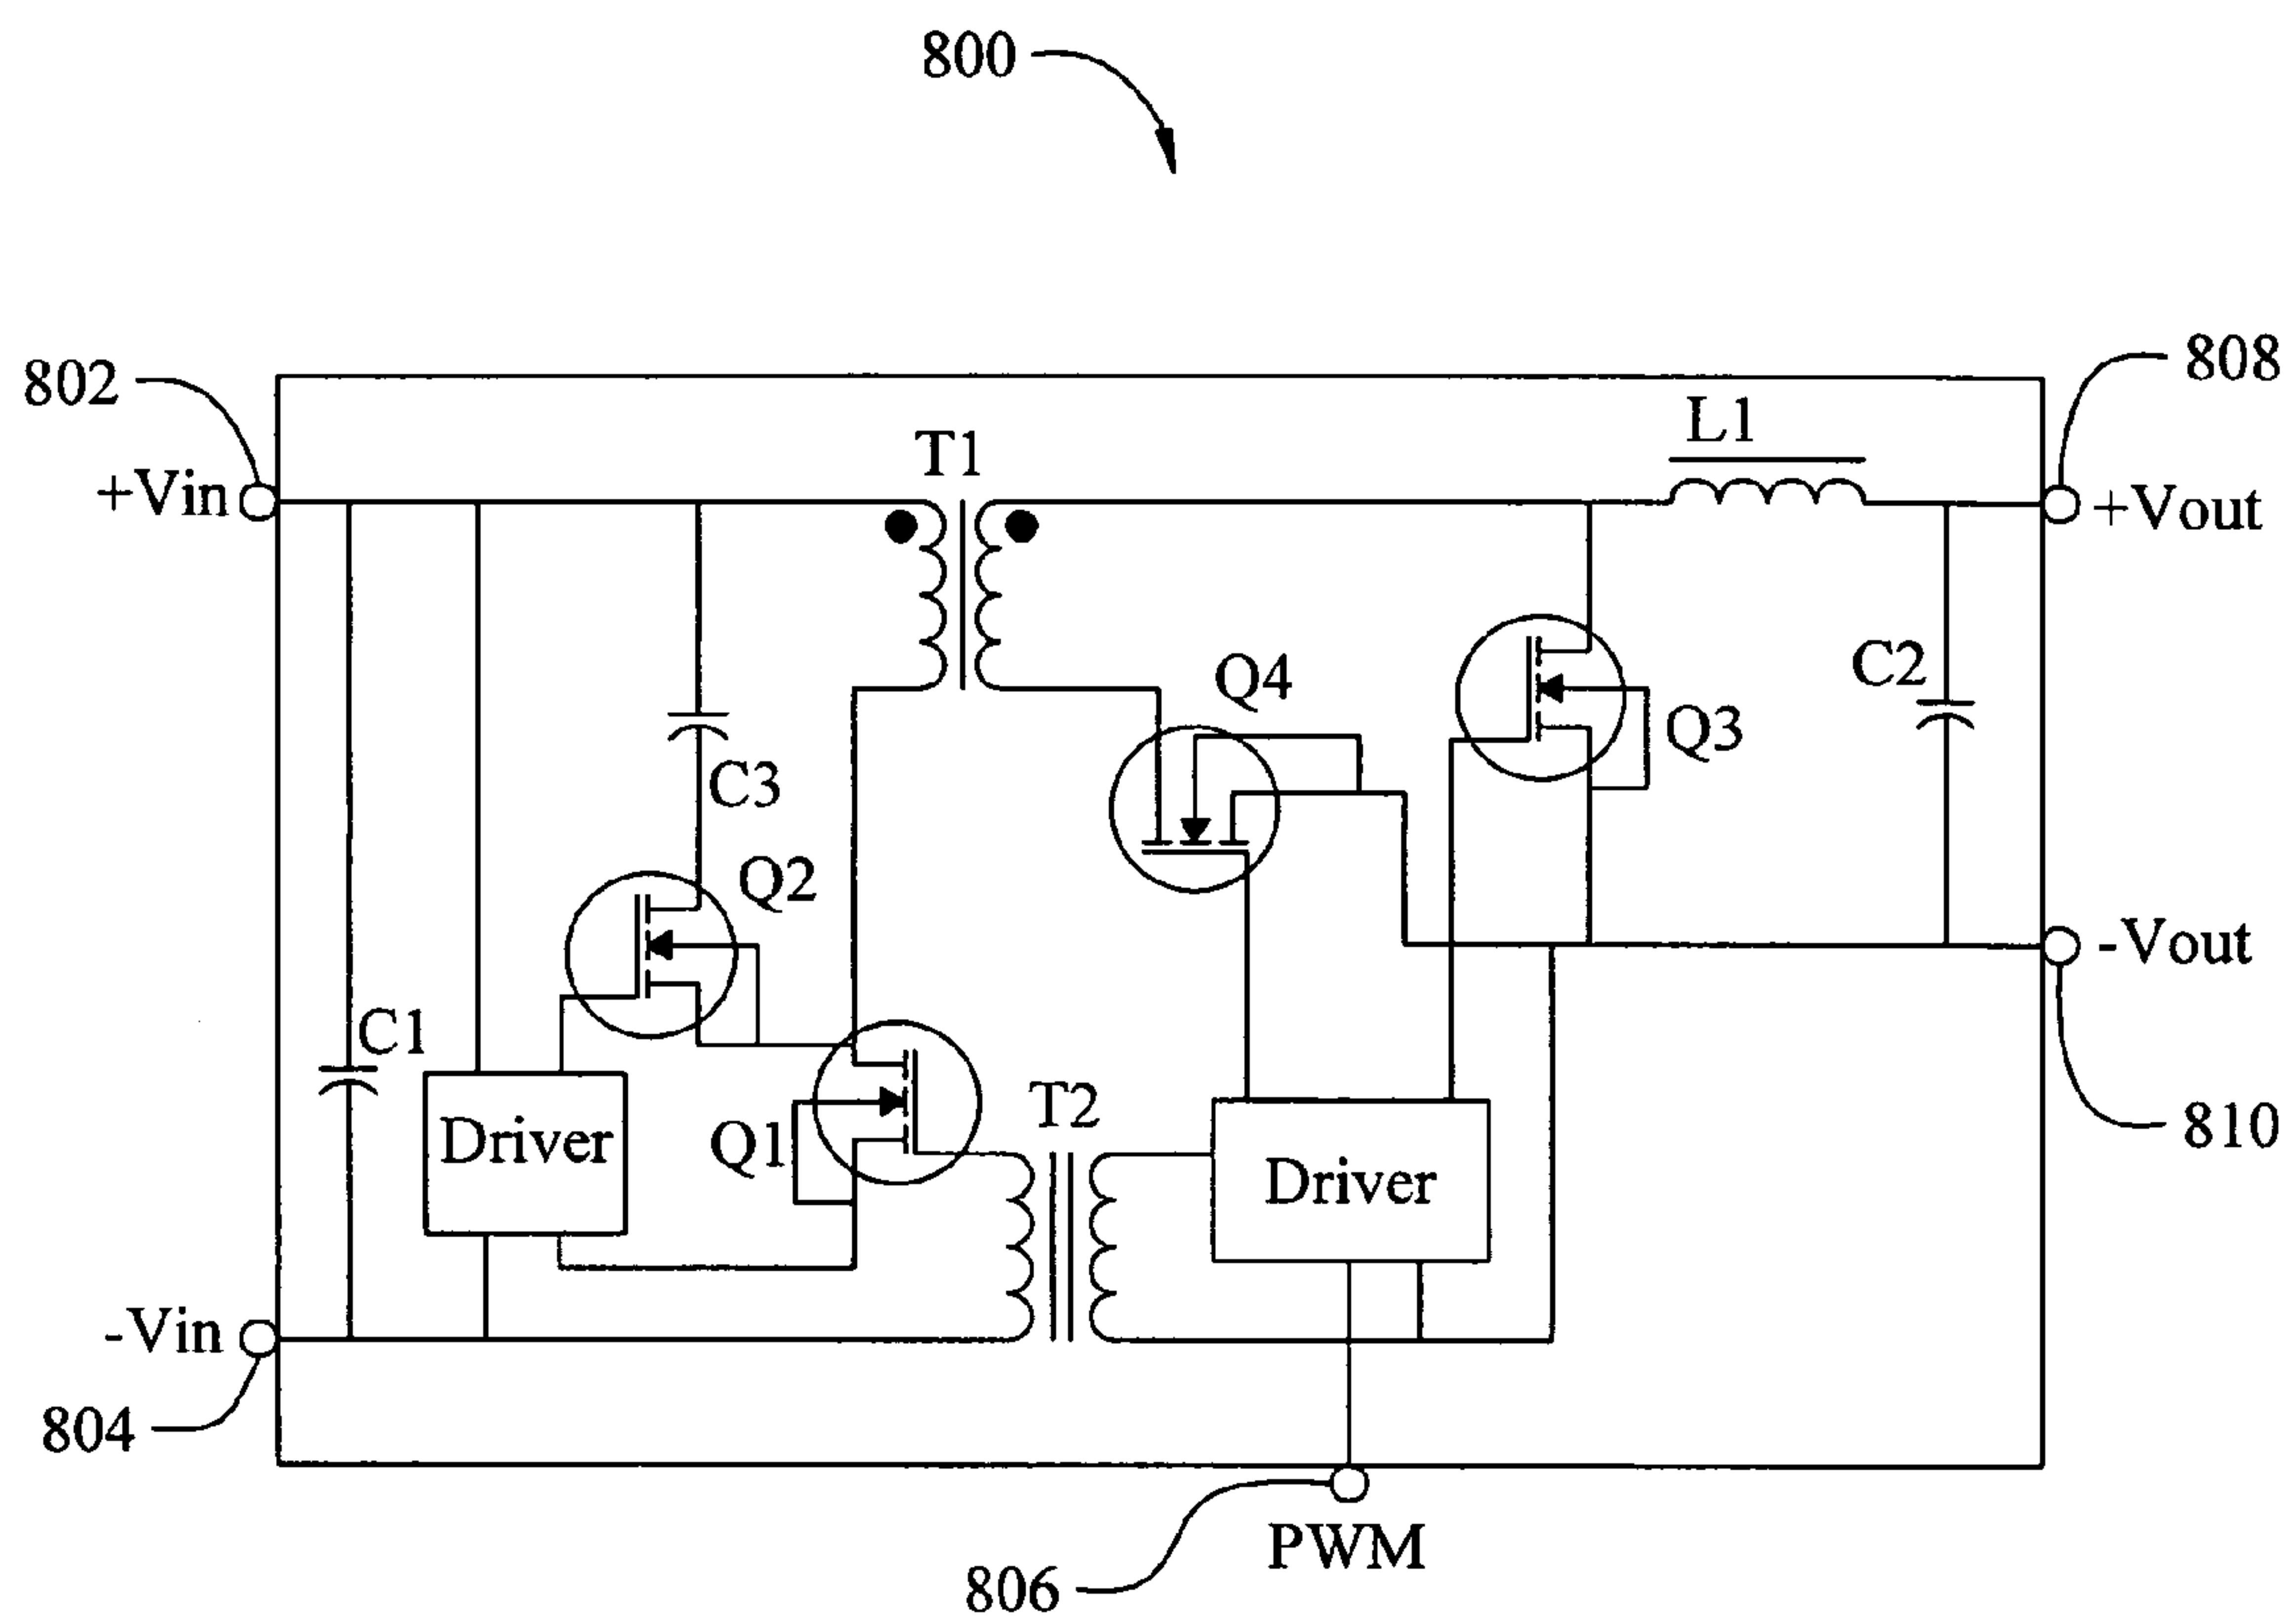 800
802
808
L1
T1
+Vin
+Vout
Q4
C2
Q3
C3
Q2
-Vout
C1
T2
810
Driver
Q1
Driver
-Vin
804
PWM
806